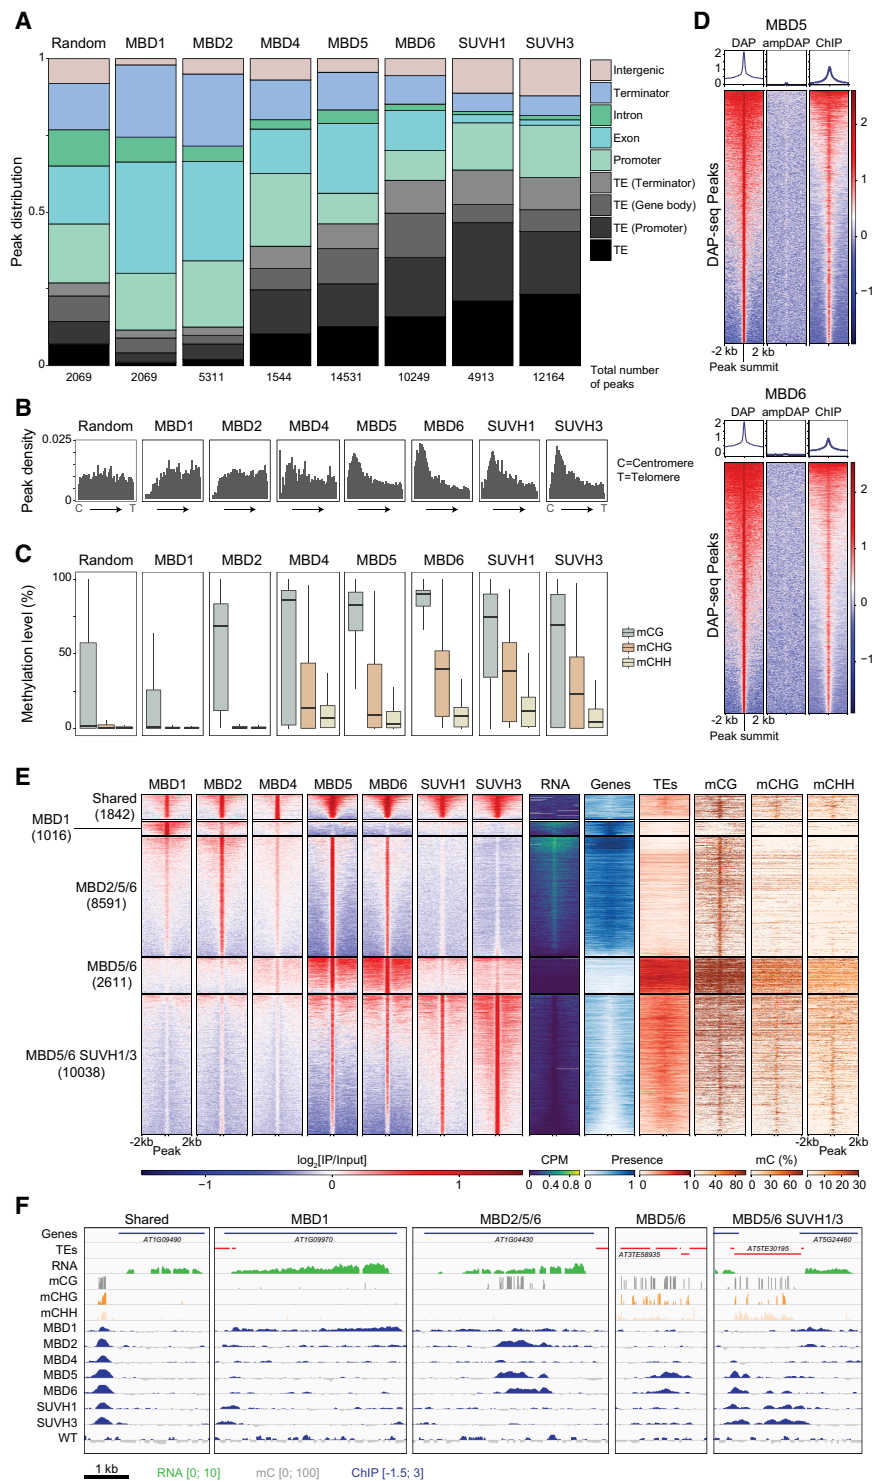 A
Random MBD1 MBD2 MBD4 MBD5 MBD6 SUVH1 SUVH3
1
0.5
0
Peak distribution
Intergenic
Terminator
Intron
Exon
Promoter
TE (Terminator)
TE (Gene body)
TE (Promoter)
TE
2069 2069 5311 1544 14531 10249 4913 12164
Total number
of peaks
B
Random MBD1 MBD2 MBD4 MBD5 MBD6 SUVH1 SUVH3
0.025
0
Peak density
C T
C=Centromere
T=Telomere
C
Random MBD1 MBD2 MBD4 MBD5 MBD6 SUVH1 SUVH3
100
50
0
Methylation level (%)
mCG
mCHG
mCHH
D
MBD5
DAP ampDAP ChIP
2
1
0
DAP-seq Peaks
2
1
0
−1
-2 kb 2 kb
Peak summit
MBD6
DAP ampDAP ChIP
2
1
0
DAP-seq Peaks
2
1
0
−1
-2 kb 2 kb
Peak summit
E
MBD1 MBD2 MBD4 MBD5 MBD6 SUVH1 SUVH3 RNA Genes TEs mCG mCHG mCHH
Shared
(1842)
MBD1
(1016)
MBD2/5/6
(8591)
MBD5/6
(2611)
MBD5/6 SUVH1/3
(10038)
-2kb 2kb
Peak
-2kb 2kb
Peak
log2[IP/Input]
−1 0 1
CPM
0 0.4 0.8
Presence
0 1 0 1
mC (%)
0 40 80 0 30 60 0 10 20 30
F
Shared MBD1 MBD2/5/6 MBD5/6 MBD5/6 SUVH1/3
Genes
AT1G09490 AT1G09970 AT1G04430 AT5G24460
TEs
AT3TE58935 AT5TE30195
RNA
mCG
mCHG
mCHH
MBD1
MBD2
MBD4
MBD5
MBD6
SUVH1
SUVH3
WT
1 kb
RNA [0; 10] mC [0; 100] ChIP [-1.5; 3]